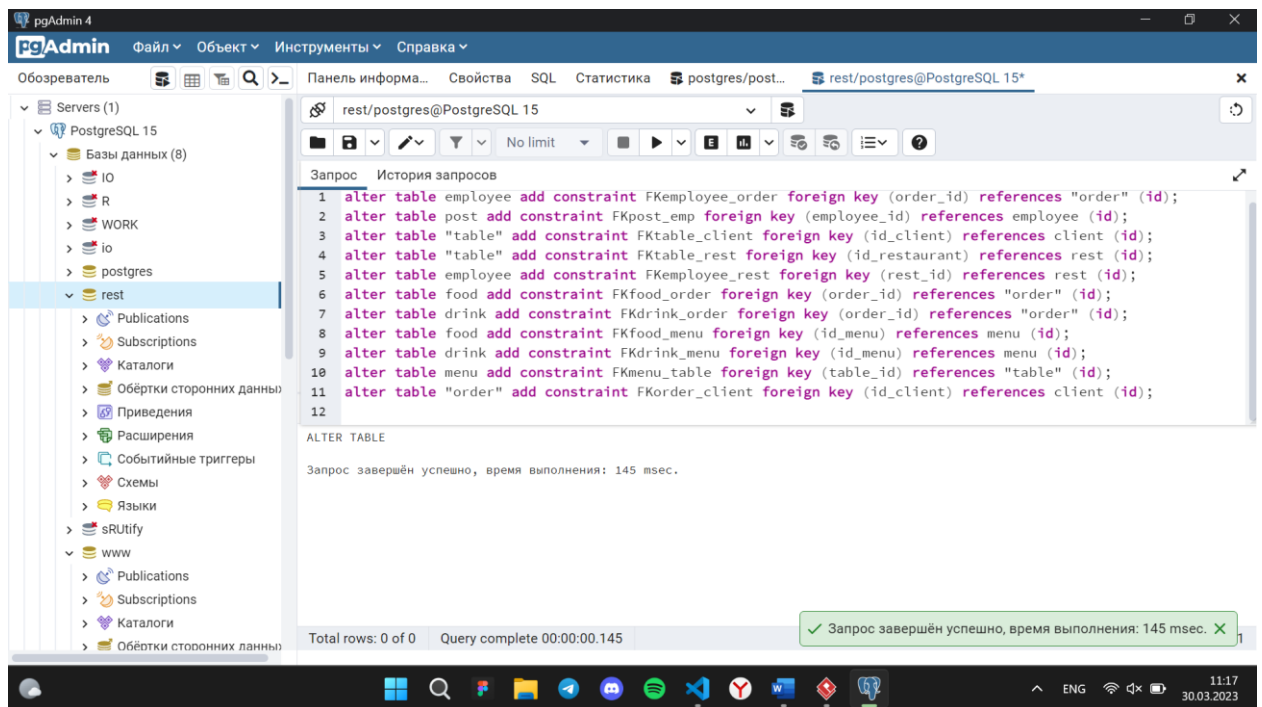 pgAdmin 4
pgAdmin Файл Объект Инструменты Справка
Обозреватель
Панель информа... Свойства SQL Статистика postgres/post... rest/postgres@PostgreSQL 15*
Servers (1)
PostgreSQL 15
Базы данных (8)
IO
R
WORK
io
postgres
rest
Publications
Subscriptions
Каталоги
Обёртки сторонних данных
Приведения
Расширения
Событийные триггеры
Схемы
Языки
sRUtify
www
Publications
Subscriptions
Каталоги
Обёртки сторонних данных
rest/postgres@PostgreSQL 15
No limit
Запрос История запросов
1 alter table employee add constraint FKemployee_order foreign key (order_id) references "order" (id);
2 alter table post add constraint FKpost_emp foreign key (employee_id) references employee (id);
3 alter table "table" add constraint FKtable_client foreign key (id_client) references client (id);
4 alter table "table" add constraint FKtable_rest foreign key (id_restaurant) references rest (id);
5 alter table employee add constraint FKemployee_rest foreign key (rest_id) references rest (id);
6 alter table food add constraint FKfood_order foreign key (order_id) references "order" (id);
7 alter table drink add constraint FKdrink_order foreign key (order_id) references "order" (id);
8 alter table food add constraint FKfood_menu foreign key (id_menu) references menu (id);
9 alter table drink add constraint FKdrink_menu foreign key (id_menu) references menu (id);
10 alter table menu add constraint FKmenu_table foreign key (table_id) references "table" (id);
11 alter table "order" add constraint FKorder_client foreign key (id_client) references client (id);
12
ALTER TABLE
Запрос завершён успешно, время выполнения: 145 msec.
Total rows: 0 of 0 Query complete 00:00:00.145
Запрос завершён успешно, время выполнения: 145 msec.
ENG
11:17
30.03.2023